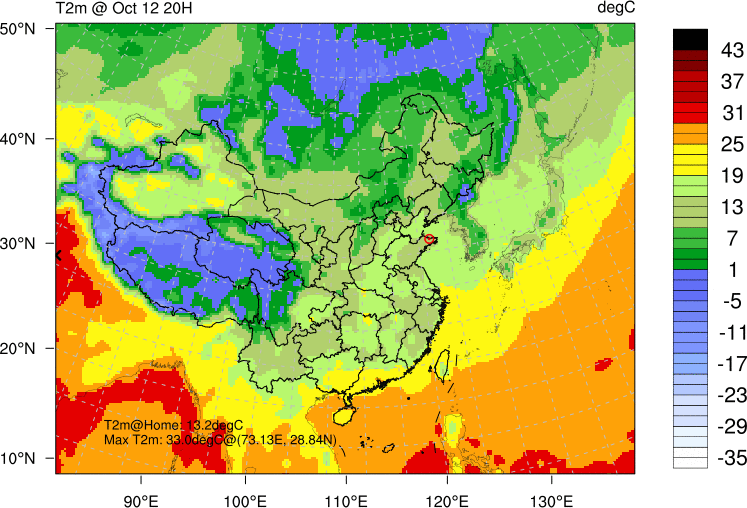 T2m @ Oct 12 20H
degC
50°N
40°N
30°N
20°N
10°N
90°E
100°E
110°E
120°E
130°E
T2m@Home: 13.2degC
Max T2m: 33.0degC@(73.13E, 28.84N)
43
37
31
25
19
13
7
1
-5
-11
-17
-23
-29
-35